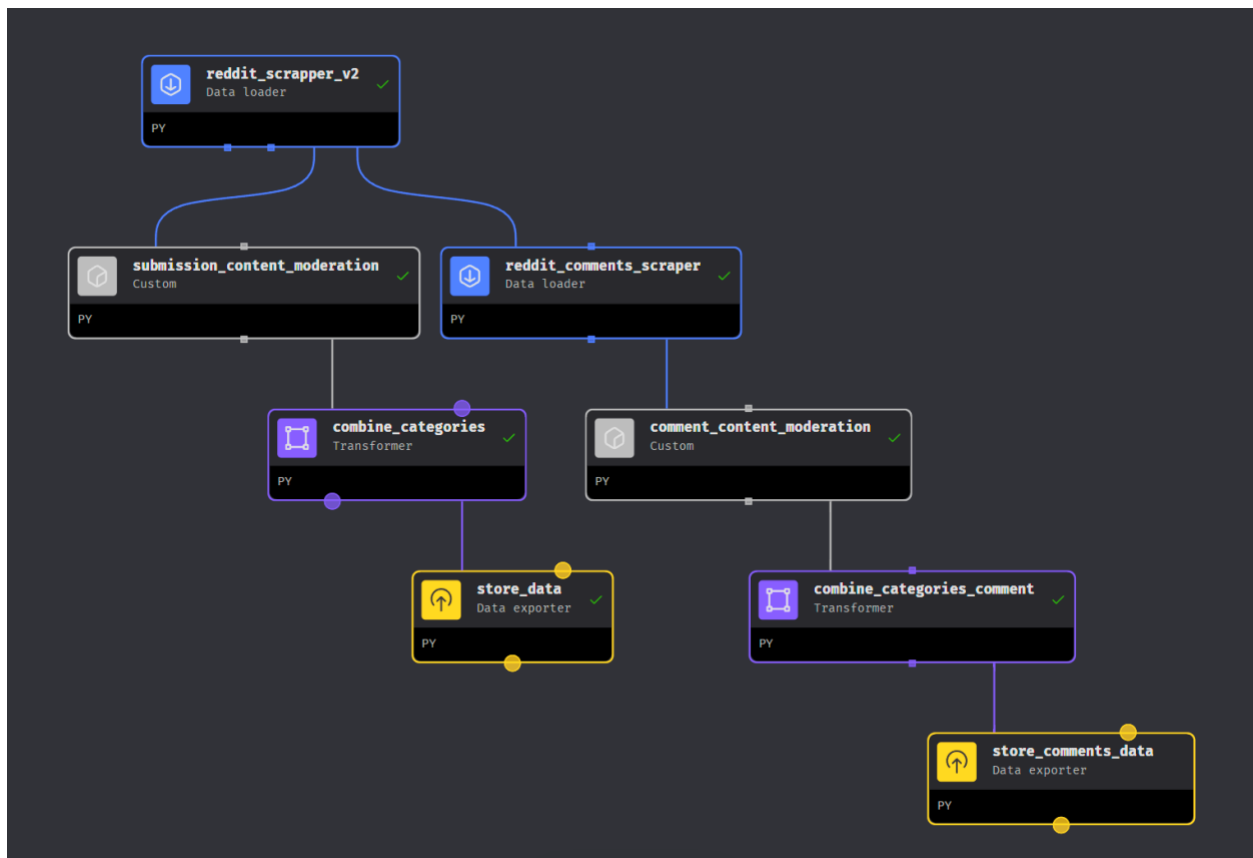 reddit_scrapper_v2
Data loader
PY
submission_content_moderation
Custom
PY
reddit_comments_scraper
Data loader
PY
combine_categories
Transformer
PY
comment_content_moderation
Custom
PY
store_data
Data exporter
PY
combine_categories_comment
Transformer
PY
store_comments_data
Data exporter
PY